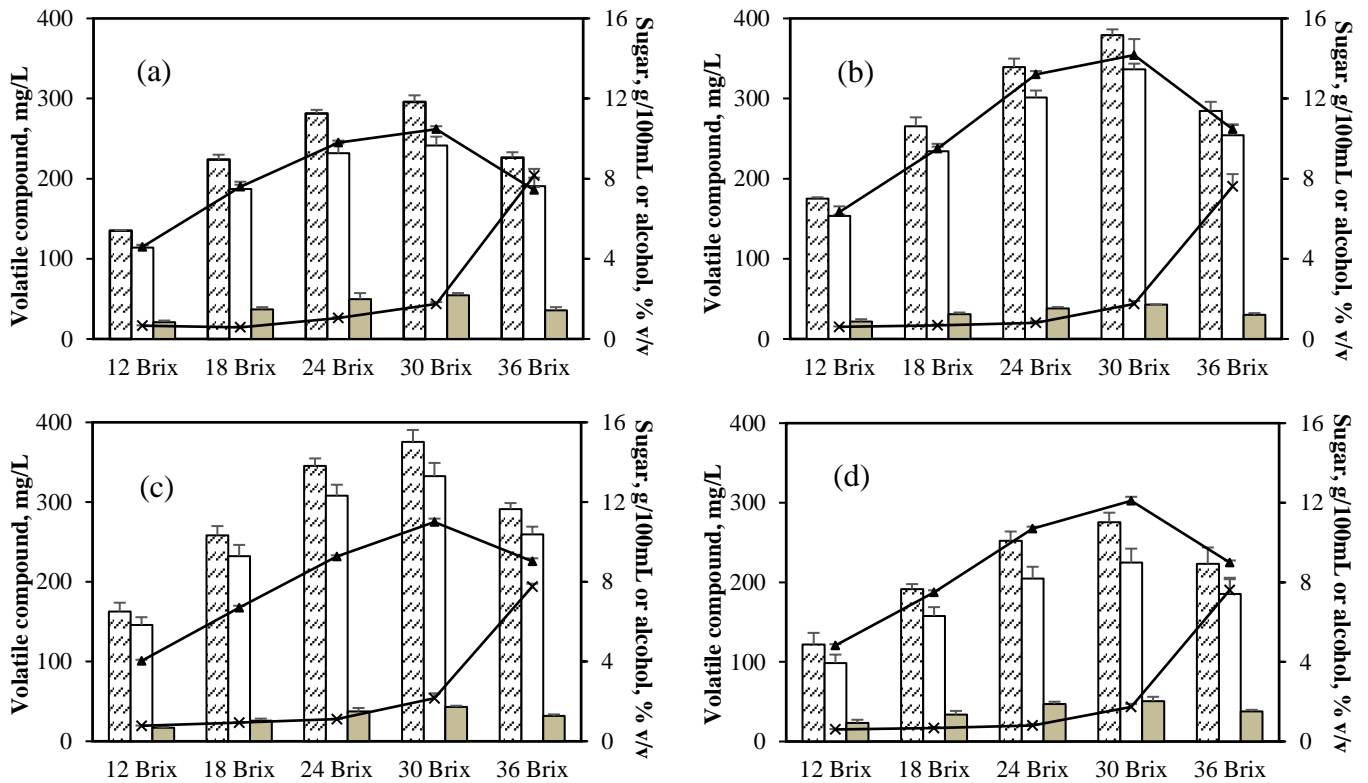 (a)
Volatile compound, mg/L
400
300
200
100
0
16
12
8
4
0
Sugar, g/100mL or alcohol, % v/v
12 Brix 18 Brix 24 Brix 30 Brix 36 Brix
(b)
Volatile compound, mg/L
400
300
200
100
0
16
12
8
4
0
Sugar, g/100mL or alcohol, % v/v
12 Brix 18 Brix 24 Brix 30 Brix 36 Brix
(c)
Volatile compound, mg/L
400
300
200
100
0
16
12
8
4
0
Sugar, g/100mL or alcohol, % v/v
12 Brix 18 Brix 24 Brix 30 Brix 36 Brix
(d)
Volatile compound, mg/L
400
300
200
100
0
16
12
8
4
0
Sugar, g/100mL or alcohol, % v/v
12 Brix 18 Brix 24 Brix 30 Brix 36 Brix